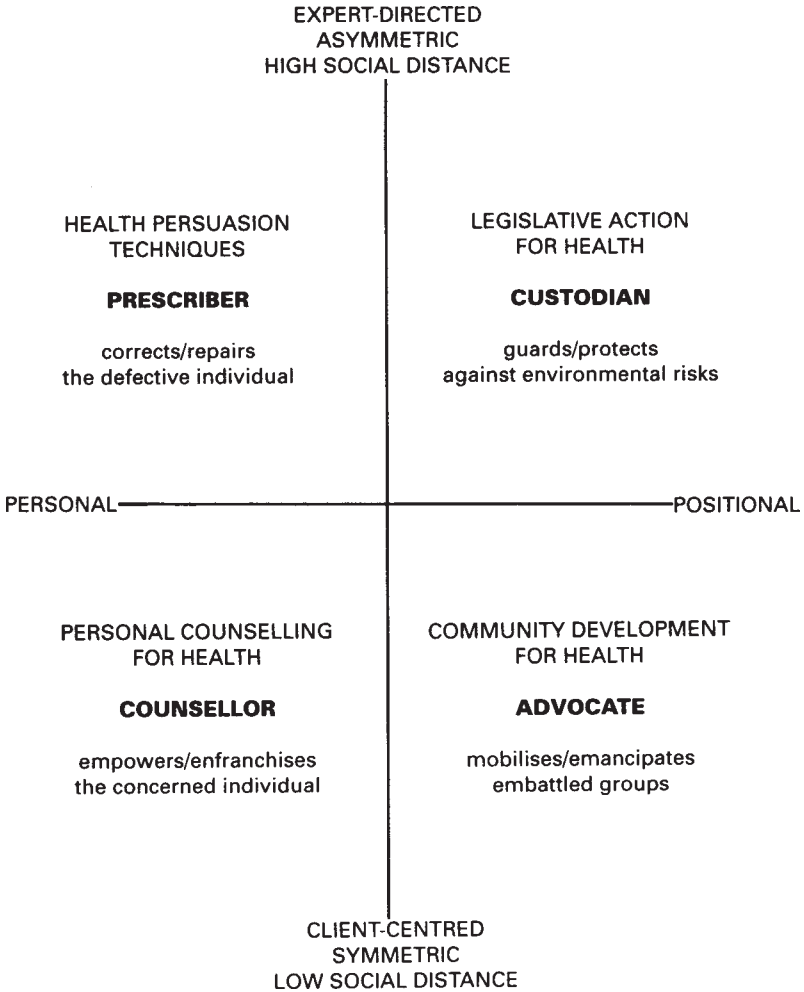 EXPERT-DIRECTED
ASYMMETRIC
HIGH SOCIAL DISTANCE
HEALTH PERSUASION
TECHNIQUES
PRESCRIBER
corrects/repairs
the defective individual
LEGISLATIVE ACTION
FOR HEALTH
CUSTODIAN
guards/protects
against environmental risks
PERSONAL
POSITIONAL
PERSONAL COUNSELLING
FOR HEALTH
COUNSELLOR
empowers/enfranchises
the concerned individual
COMMUNITY DEVELOPMENT
FOR HEALTH
ADVOCATE
mobilises/emancipates
embattled groups
CLIENT-CENTRED
SYMMETRIC
LOW SOCIAL DISTANCE